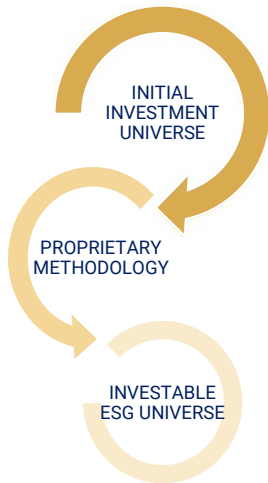 INITIAL
INVESTMENT
UNIVERSE
PROPRIETARY
METHODOLOGY
INVESTABLE
ESG UNIVERSE